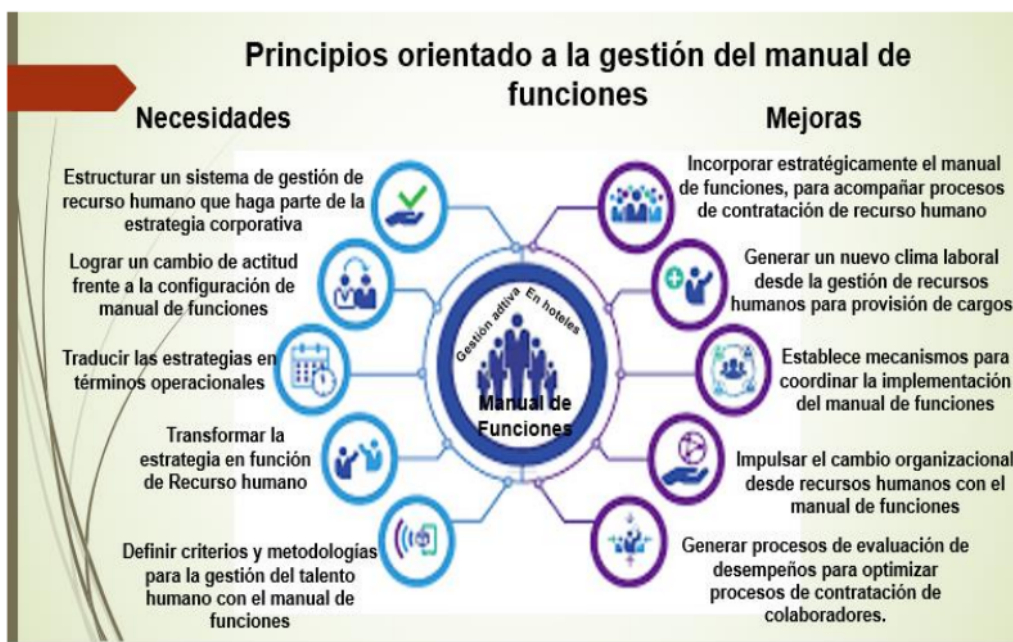 Principios orientado a la gestión del manual de
funciones
Necesidades
Estructurar un sistema de gestión de
recurso humano que haga parte de la
estrategia corporativa
Lograr un cambio de actitud
frente a la configuración de
manual de funciones
Traducir las estrategias en
términos operacionales
Transformar la
estrategia en función
de Recurso humano
Definir criterios y metodologías
para la gestión del talento
humano con el manual de
funciones
Gestión adtiva
En hoteles
Manual de
Funciones
Mejoras
Incorporar estratégicamente el manual
de funciones, para acompañar procesos
de contratación de recurso humano
Generar un nuevo clima laboral
desde la gestión de recursos
humanos para provisión de cargos
Establece mecanismos para
coordinar la implementación
del manual de funciones
Impulsar el cambio organizacional
desde recursos humanos con el
manual de funciones
Generar procesos de evaluación de
desempeños para optimizar
procesos de contratación de
colaboradores.